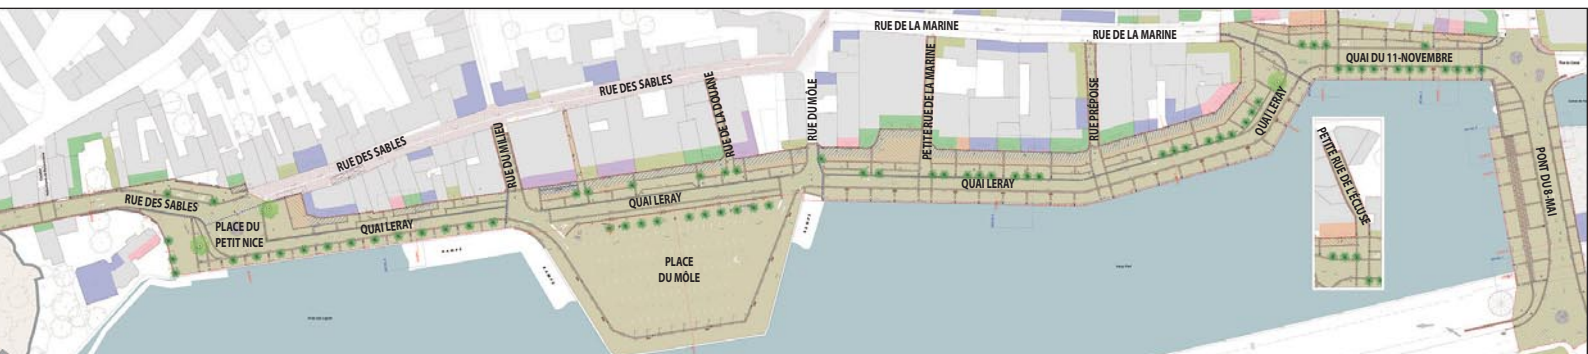 RUE DE LA MARINE
RUE DE LA MARINE
QUAI DU 11-NOVEMBRE
RUE DES SABLES
RUE DES SABLES
RUE DU MILIEU
RUE DE LA DOUANE
RUE DU MÔLE
PETITE RUE DE LA MARINE
RUE PRÉPOISE
QUAI LERAY
PETITE RUE DE L'ÉCLUSE
PONT DU 8-MAI
RUE DES SABLES
PLACE DU
PETIT NICE
QUAI LERAY
QUAI LERAY
QUAI LERAY
PLACE
DU MÔLE
RAMPE
RAMPE
RAMPE